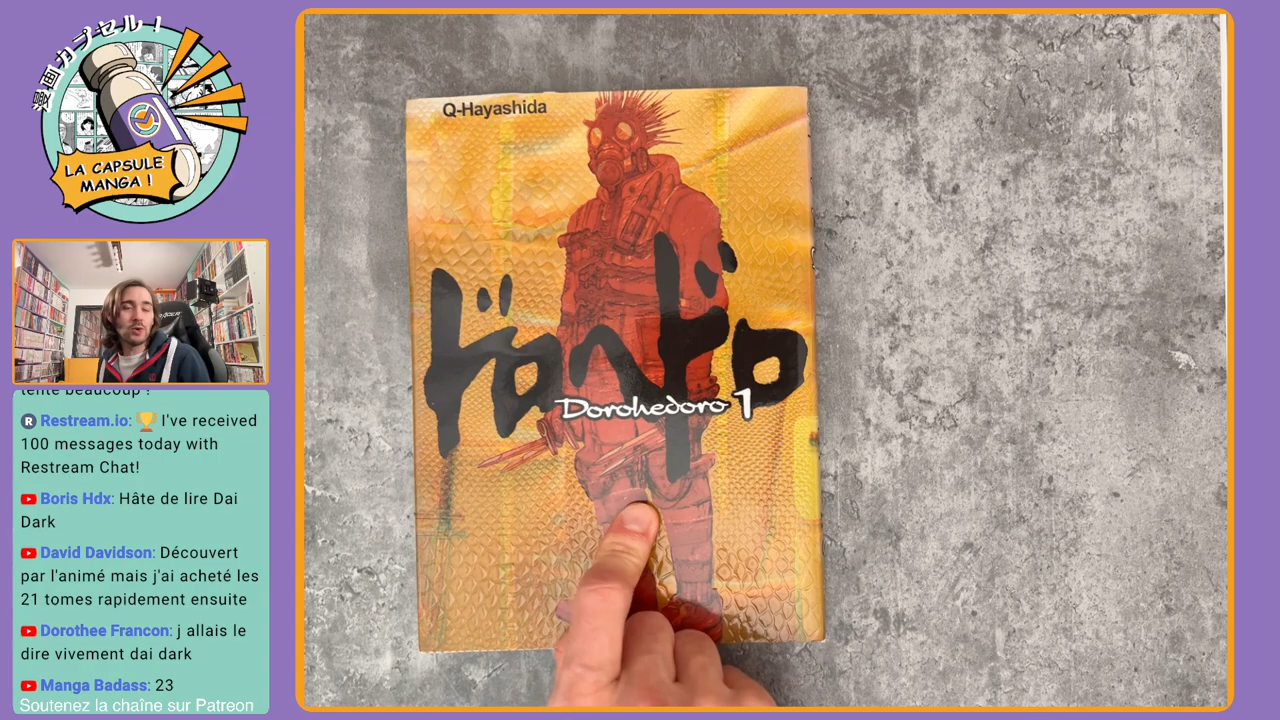 漫画カプセル！
LA CAPSULE
MANGA !
Q-Hayashida
ドロヘドロ
Dorohedoro 1
tente beaucoup !
Restream.io: 🏆 I've received
100 messages today with
Restream Chat!
Boris Hdx: Hâte de lire Dai
Dark
David Davidson: Découvert
par l'animé mais j'ai acheté les
21 tomes rapidement ensuite
Dorothee Francon: j allais le
dire vivement dai dark
Manga Badass: 23
Soutenez la chaîne sur Patreon